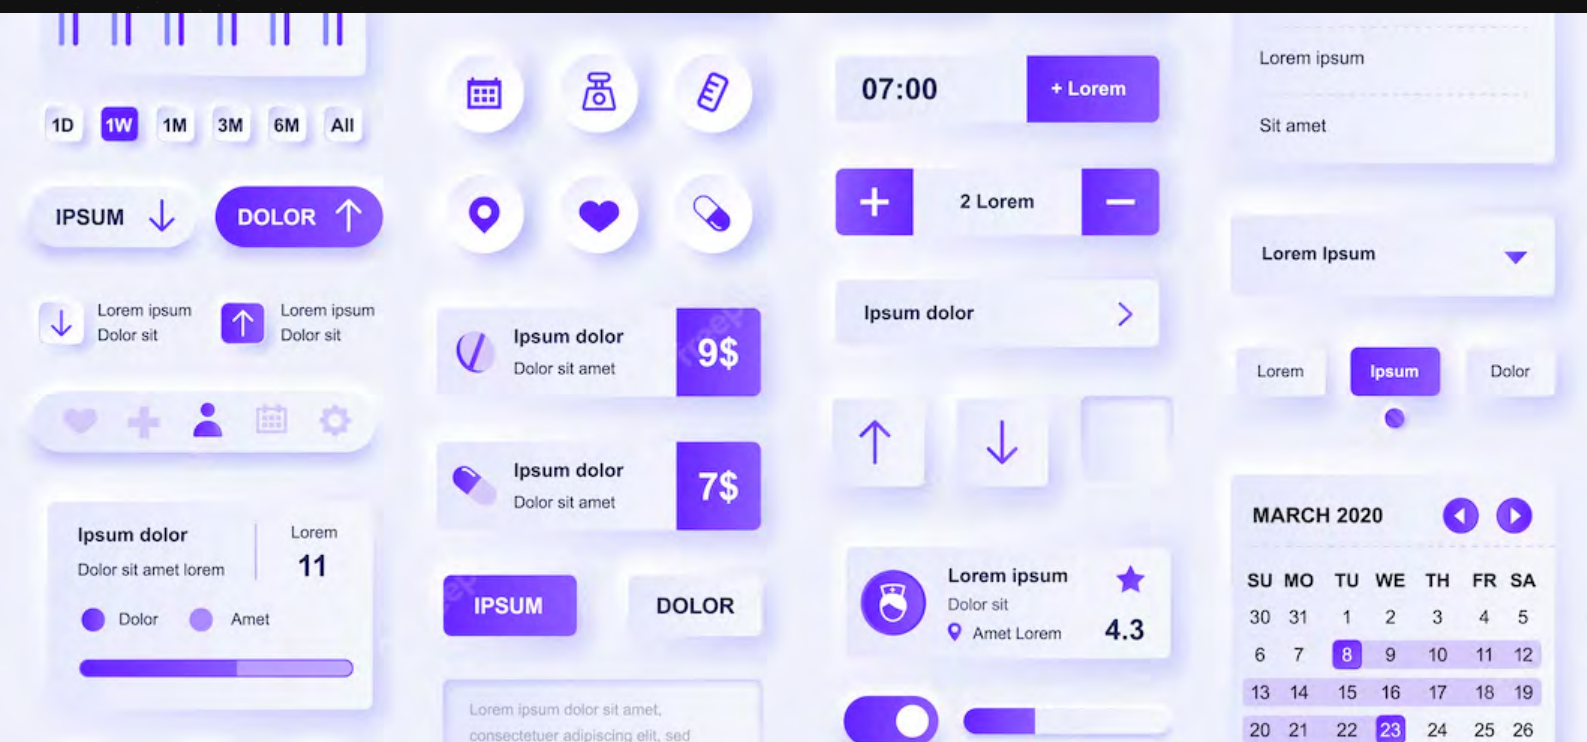 1D 1W 1M 3M 6M All
IPSUM
DOLOR
Lorem ipsum
Dolor sit
Lorem ipsum
Dolor sit
Ipsum dolor
Dolor sit amet lorem
Lorem
11
Dolor
Amet
Ipsum dolor
Dolor sit amet
9$
Ipsum dolor
Dolor sit amet
7$
IPSUM
DOLOR
Lorem ipsum dolor sit amet,
consectetuer adipiscing elit, sed
07:00
+ Lorem
2 Lorem
Ipsum dolor
Lorem ipsum
Dolor sit
Amet Lorem
4.3
Lorem ipsum
Sit amet
Lorem Ipsum
Lorem
Ipsum
Dolor
MARCH 2020
SU MO TU WE TH FR SA
30 31 1 2 3 4 5
6 7 8 9 10 11 12
13 14 15 16 17 18 19
20 21 22 23 24 25 26